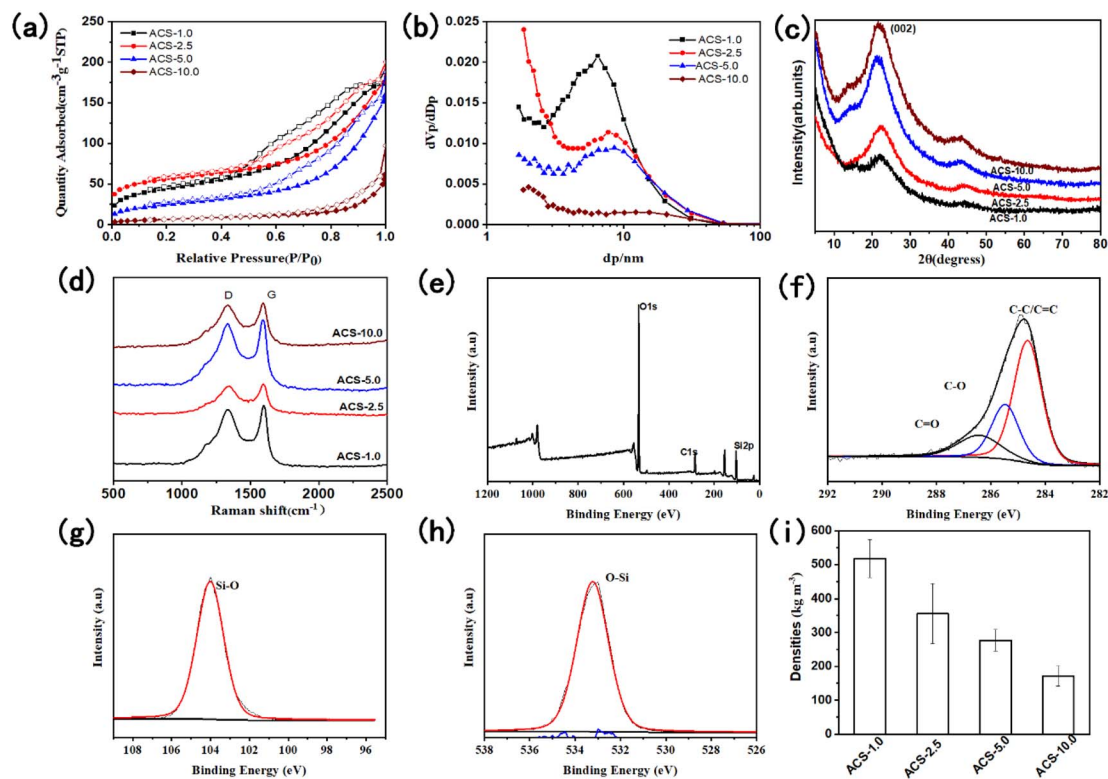 (a)
Quantity Adsorbed(cm⁻³g⁻¹STP)
250
200
150
100
50
0
ACS-1.0
ACS-2.5
ACS-5.0
ACS-10.0
0.0 0.2 0.4 0.6 0.8 1.0
Relative Pressure(P/P₀)
(b)
dVp/dDp
0.025
0.020
0.015
0.010
0.005
0.000
ACS-1.0
ACS-2.5
ACS-5.0
ACS-10.0
1 10 100
dp/nm
(c)
Intensity(arb.units)
(002)
ACS-10.0
ACS-5.0
ACS-2.5
ACS-1.0
10 20 30 40 50 60 70 80
2θ(degress)
(d)
D G
ACS-10.0
ACS-5.0
ACS-2.5
ACS-1.0
500 1000 1500 2000 2500
Raman shift(cm⁻¹)
(e)
Intensity (a.u)
O1s
C1s
Si2p
1200 1000 800 600 400 200 0
Binding Energy (eV)
(f)
Intensity (a.u)
C-C/C=C
C-O
C=O
292 290 288 286 284 282
Binding Energy (eV)
(g)
Intensity (a.u)
Si-O
108 106 104 102 100 98 96
Binding Energy (eV)
(h)
Intensity (a.u)
O-Si
538 536 534 532 530 528 526
Binding Energy (eV)
(i)
Densities (kg m⁻³)
600
500
400
300
200
100
0
ACS-1.0
ACS-2.5
ACS-5.0
ACS-10.0